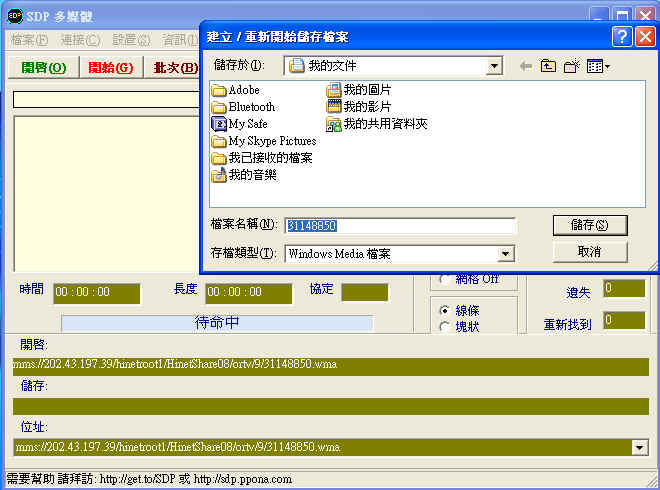 SDP 多媒體
檔案(F) 連接(C) 設置(S) 資訊(I
開啓(O) 開始(G) 批次(B)
建立 / 重新開始儲存檔案
儲存於(I): 我的文件
Adobe
Bluetooth
My Safe
My Skype Pictures
我已接收的檔案
我的音樂
我的圖片
我的影片
我的共用資料夾
檔案名稱(N): 31148850 儲存(S)
存檔類型(T): Windows Media 檔案 取消
網格 Off
時間 00 : 00 : 00 長度 00 : 00 : 00 協定 遺失 0
待命中 線條
塊狀 重新找到 0
開啓:
mms://202.43.197.39/hinetroot1/HinetShare08/ortv/9/31148850.wma
儲存:
位址:
mms://202.43.197.39/hinetroot1/HinetShare08/ortv/9/31148850.wma
需要幫助 請拜訪: http://get.to/SDP 或 http://sdp.ppona.com